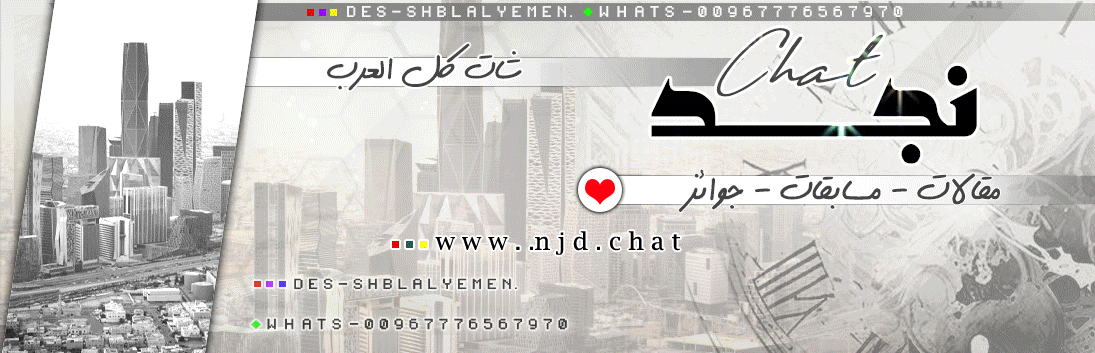 DES-SHBLALYEMEN. WHATS-00967776567970
Chat
شات كل العرب
نجد
مقالات - مسابقات - جوائز
www..njd.chat
DES-SHBLALYEMEN.
WHATS-00967776567970